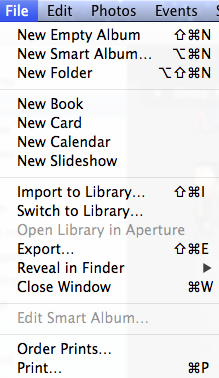 File Edit Photos Events
New Empty Album ⇧⌘N
New Smart Album... ⌥⌘N
New Folder ⌥⇧⌘N
New Book
New Card
New Calendar
New Slideshow
Import to Library... ⇧⌘I
Switch to Library...
Open Library in Aperture
Export... ⇧⌘E
Reveal in Finder ▶
Close Window ⌘W
Edit Smart Album...
Order Prints...
Print... ⌘P